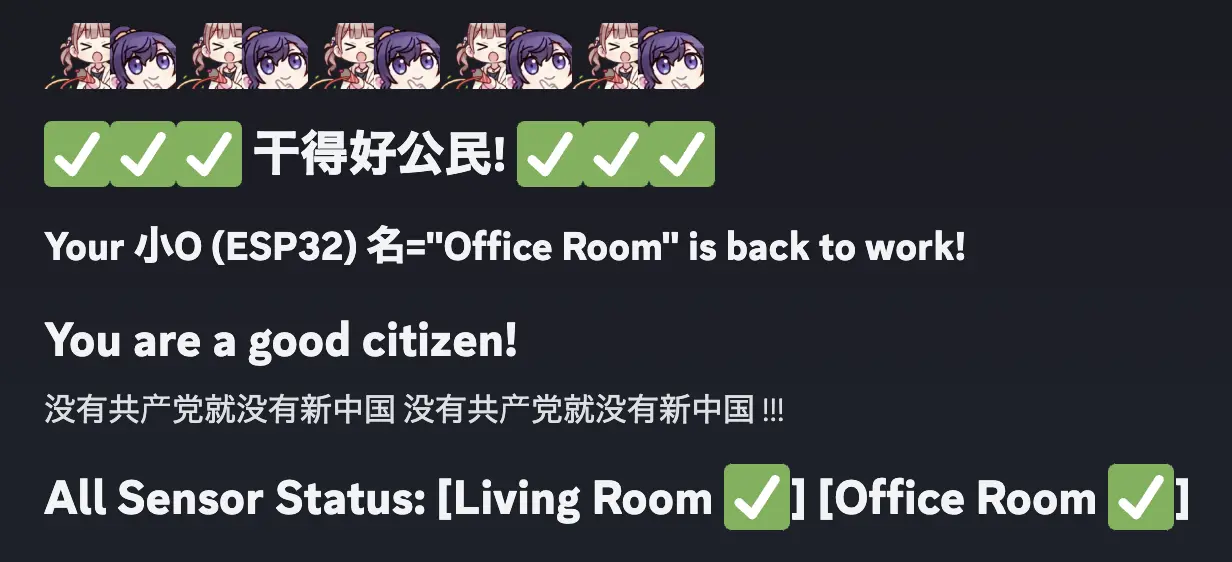 ✅✅✅ 干得好公民! ✅✅✅
Your 小O (ESP32) 名="Office Room" is back to work!
You are a good citizen!
没有共产党就没有新中国 没有共产党就没有新中国 !!!
All Sensor Status: [Living Room ✅] [Office Room ✅]